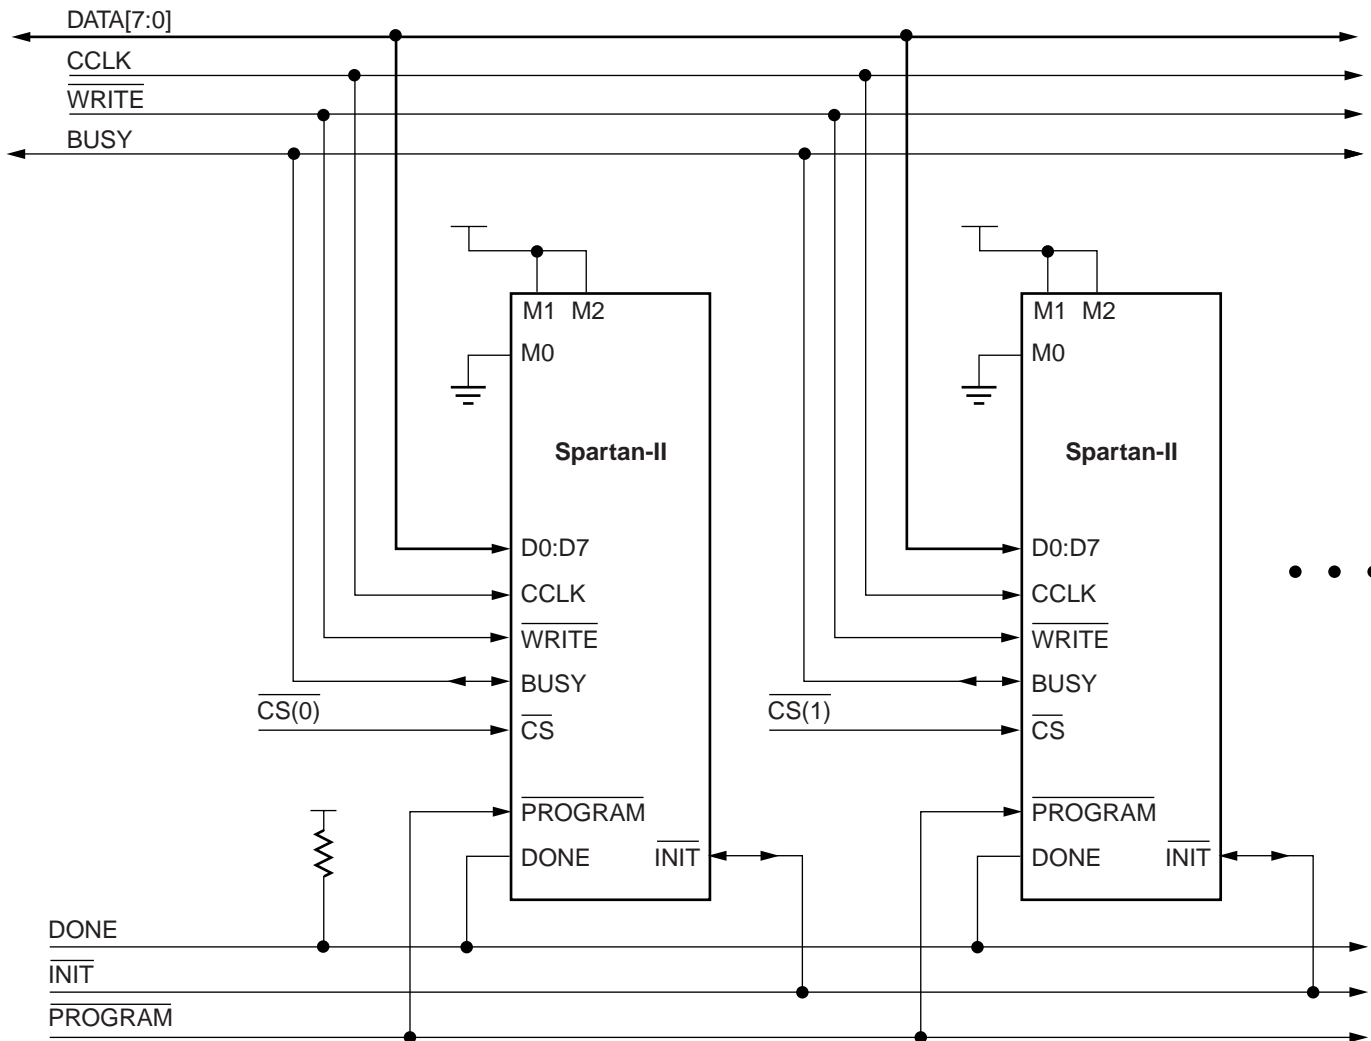 DATA[7:0]
CCLK
WRITE
BUSY
M1 M2
M0
Spartan-II
D0:D7
CCLK
WRITE
BUSY
CS(0)
CS
PROGRAM
DONE INIT
M1 M2
M0
Spartan-II
D0:D7
CCLK
WRITE
BUSY
CS(1)
CS
PROGRAM
DONE INIT
DONE
INIT
PROGRAM